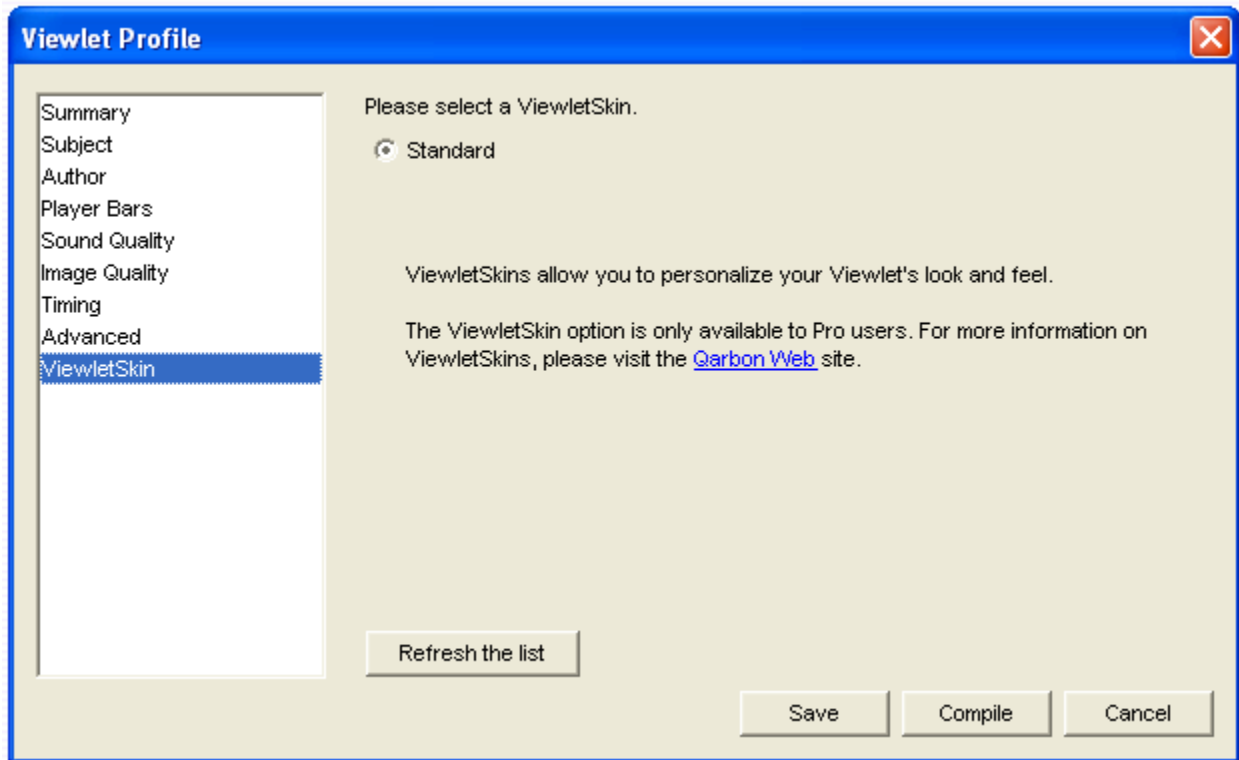 Viewlet Profile
Summary
Subject
Author
Player Bars
Sound Quality
Image Quality
Timing
Advanced
ViewletSkin
Please select a ViewletSkin.
Standard
ViewletSkins allow you to personalize your Viewlet's look and feel.
The ViewletSkin option is only available to Pro users. For more information on
ViewletSkins, please visit the Qarbon Web site.
Refresh the list
Save
Compile
Cancel